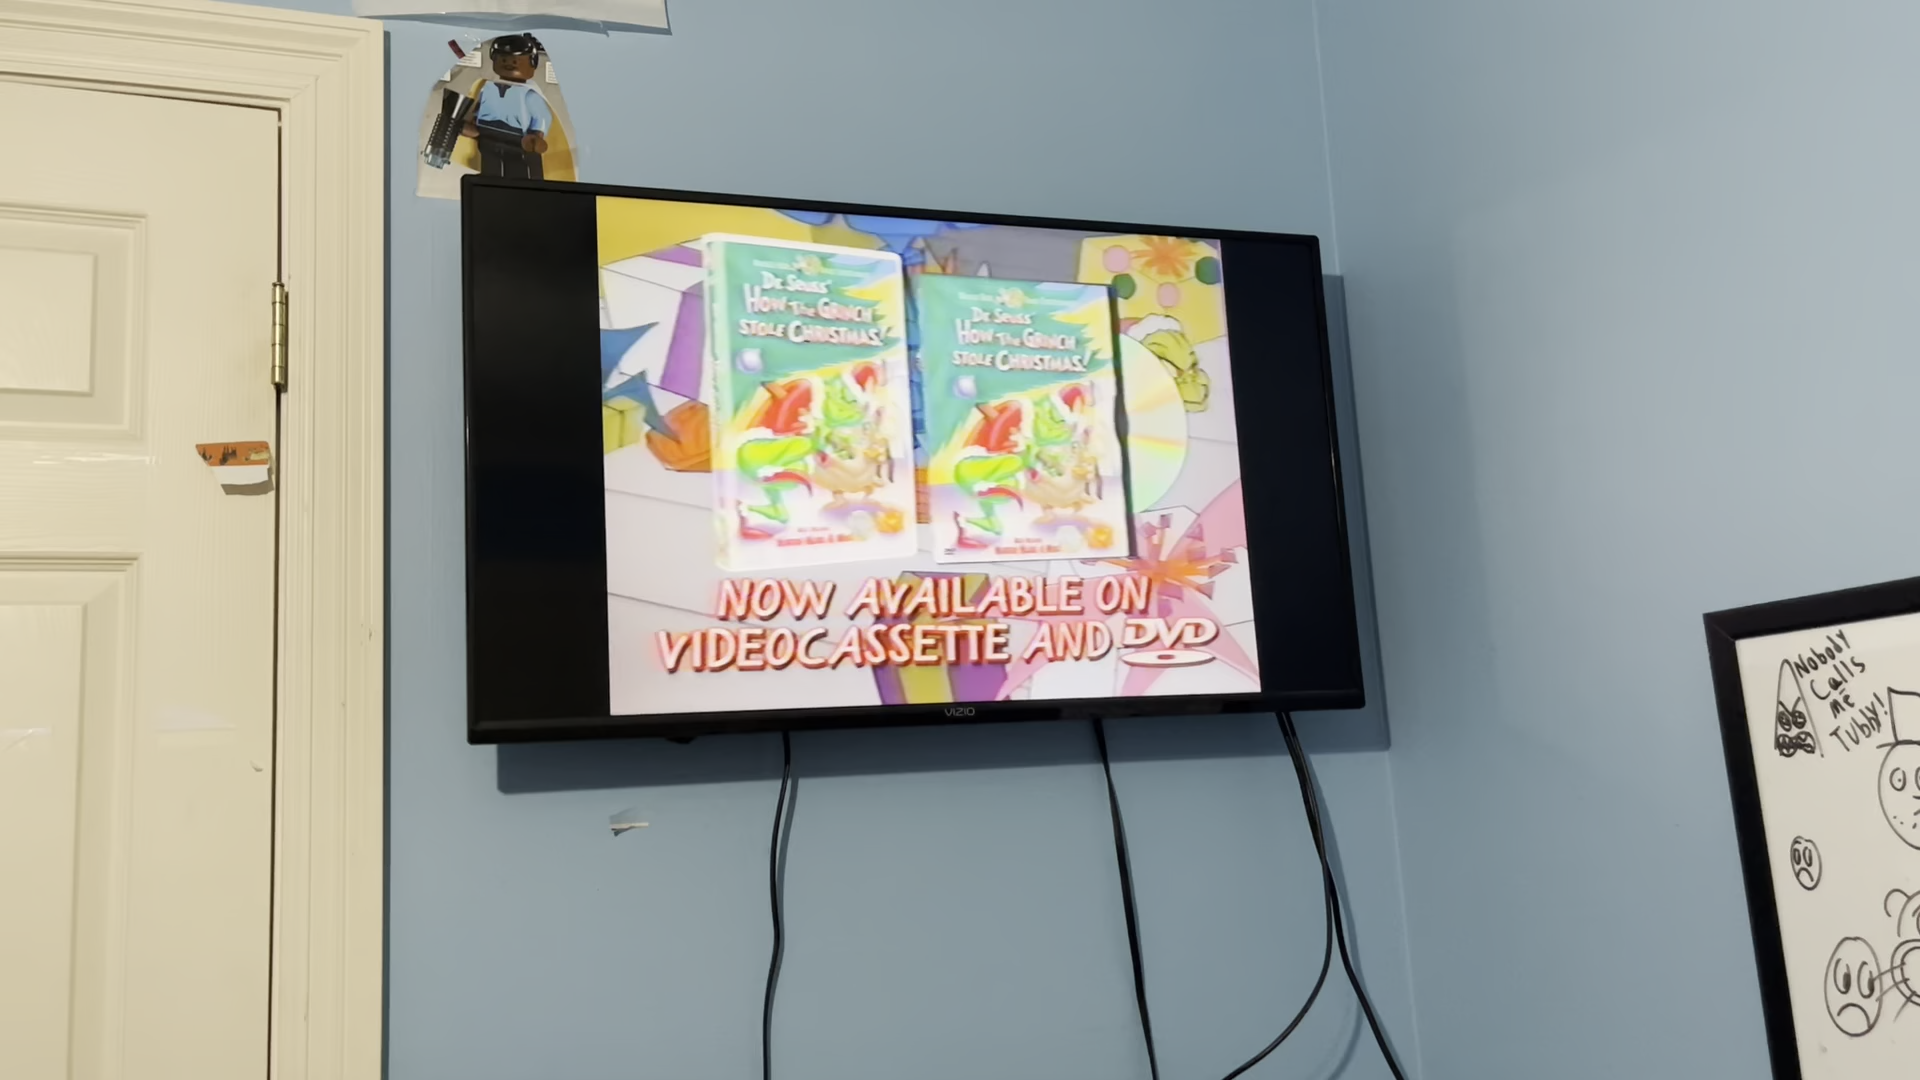 Dr. Seuss'
HOW THE GRINCH
STOLE CHRISTMAS!
Dr. Seuss'
HOW THE GRINCH
STOLE CHRISTMAS!
NOW AVAILABLE ON
VIDEOCASSETTE AND DVD
VIZIO
Nobody
Calls
me
Tubby!